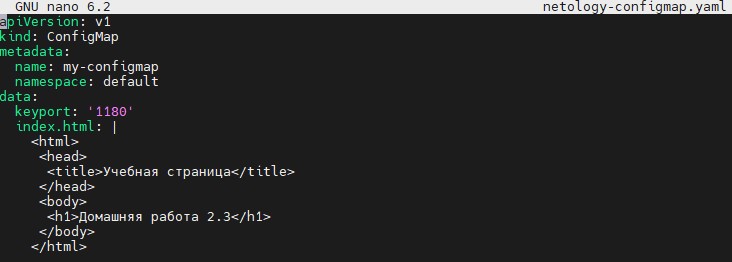 GNU nano 6.2 netology-configmap.yaml
apiVersion: v1
kind: ConfigMap
metadata:
  name: my-configmap
  namespace: default
data:
  keyport: '1180'
  index.html: |
    <html>
     <head>
      <title>Учебная страница</title>
     </head>
     <body>
      <h1>Домашняя работа 2.3</h1>
     </body>
    </html>